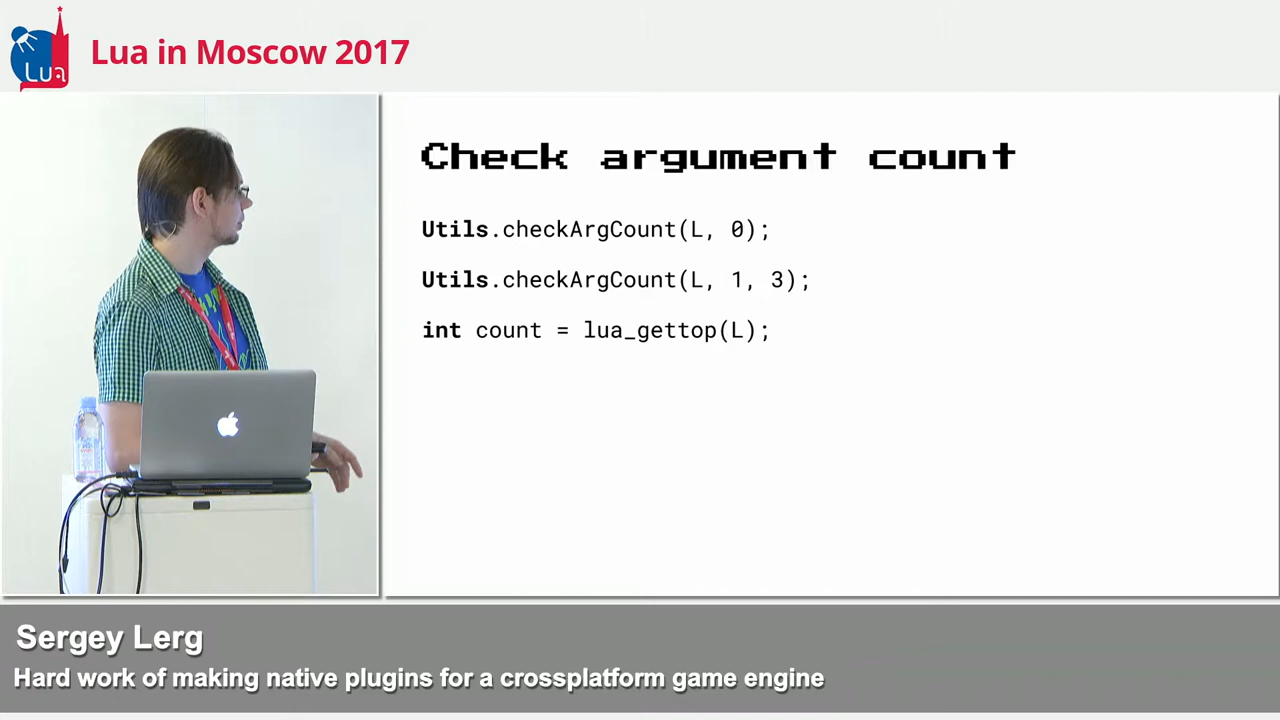 Lua
Lua in Moscow 2017
Check argument count
Utils.checkArgCount(L, 0);
Utils.checkArgCount(L, 1, 3);
int count = lua_gettop(L);
Sergey Lerg
Hard work of making native plugins for a crossplatform game engine